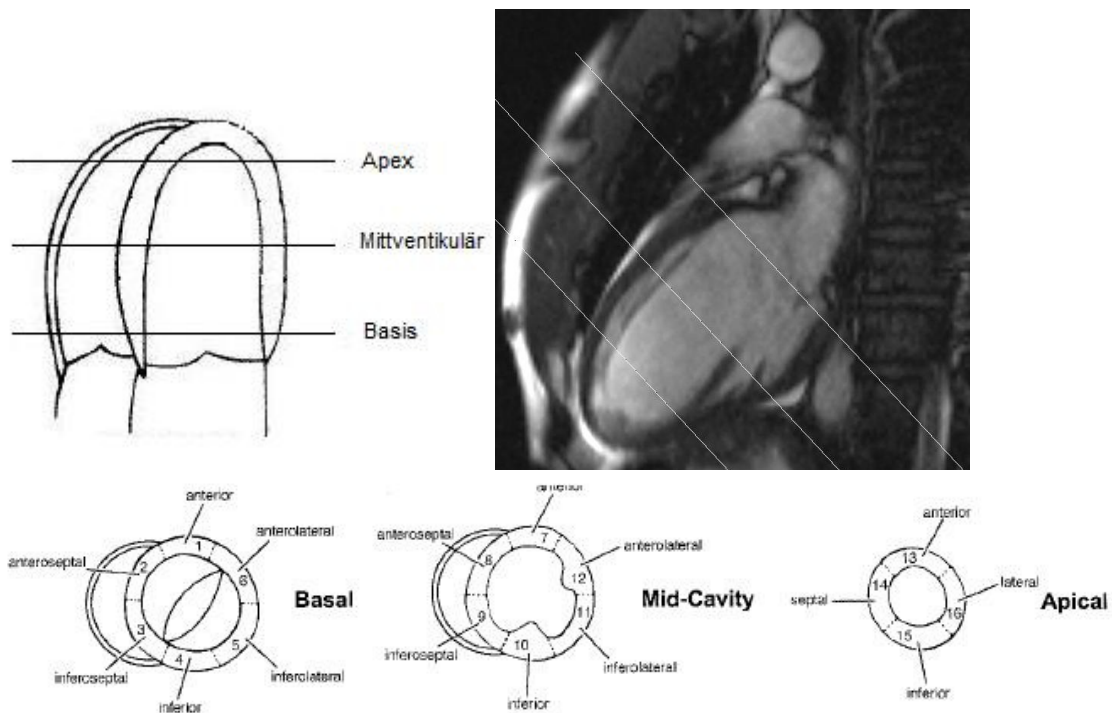 Apex
Mittventikulär
Basis
anterior
anteroseptal
anterolateral
1
2
3
4
5
6
Basal
inferoseptal
inferolateral
inferior
anterior
anteroseptal
anterolateral
7
8
9
10
11
12
Mid-Cavity
inferoseptal
inferolateral
inferior
anterior
13
14
15
16
septal
lateral
Apical
inferior